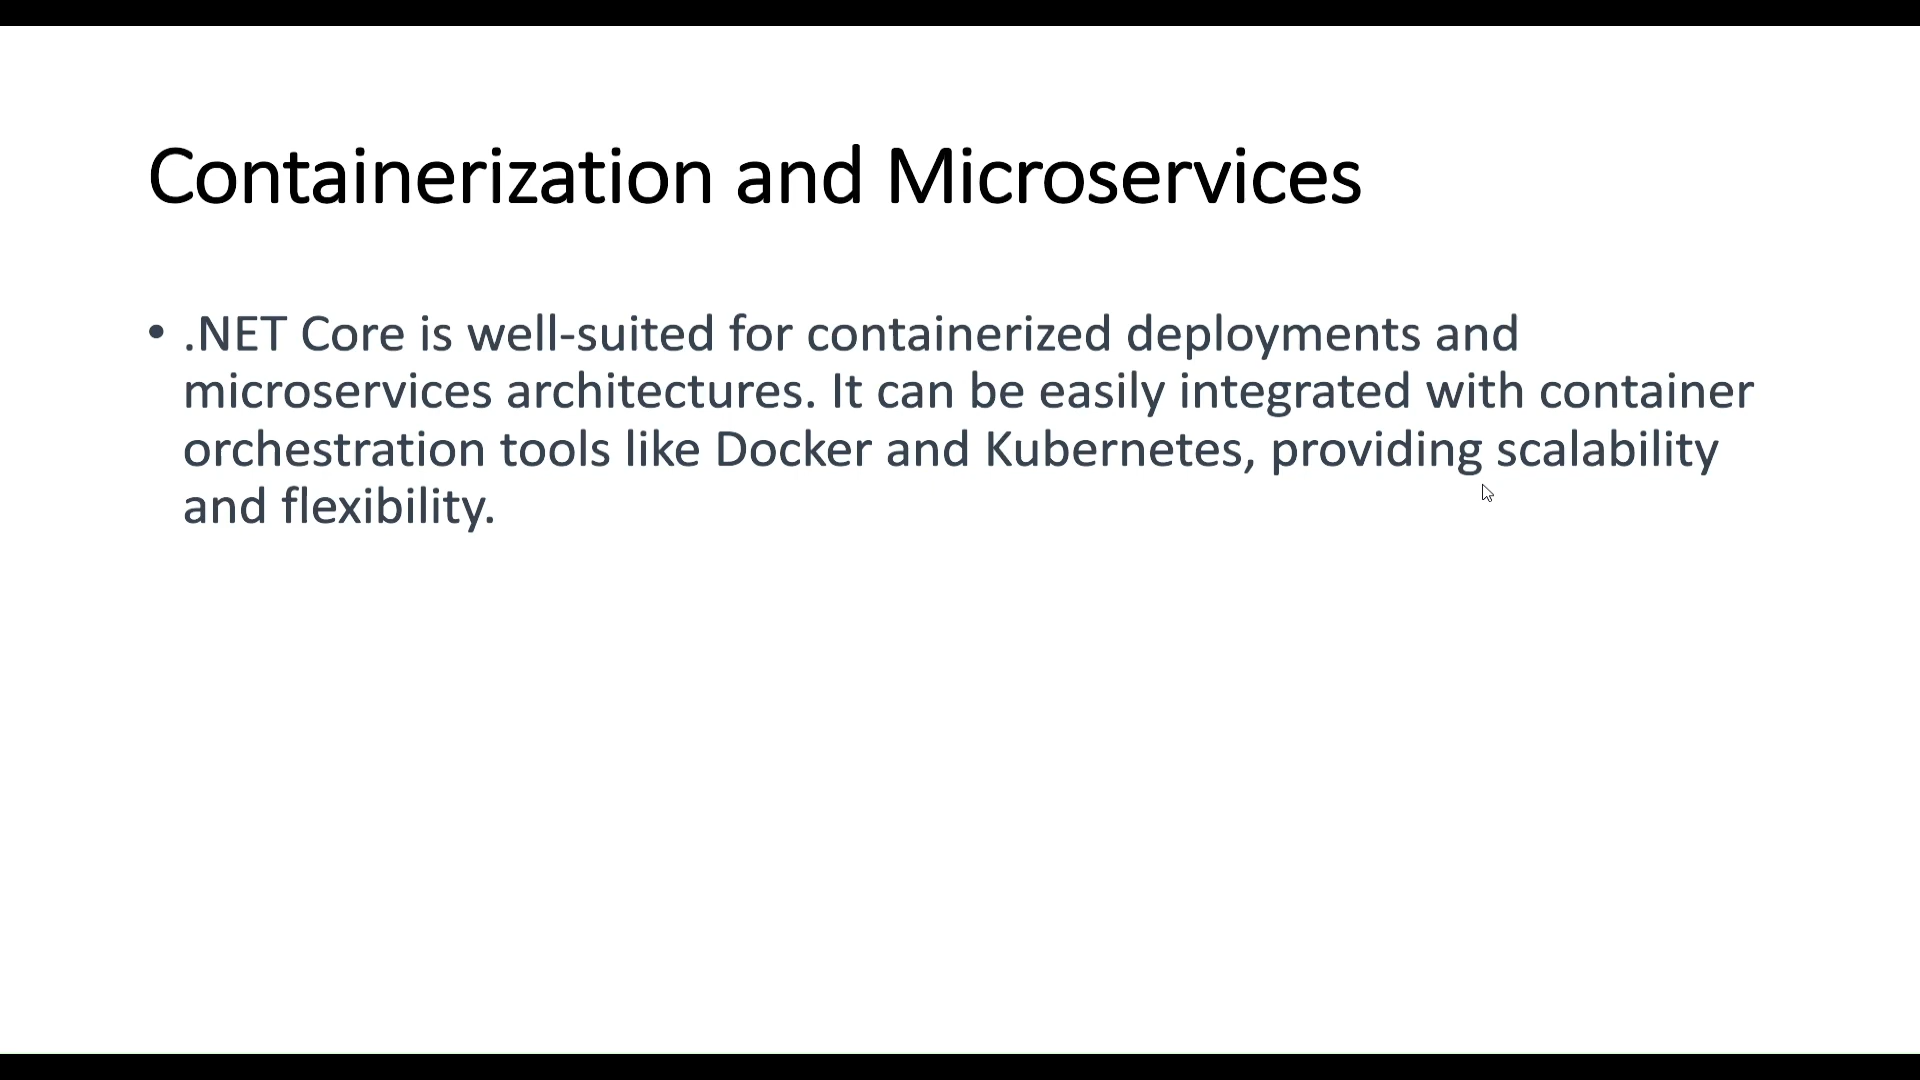 Containerization and Microservices
• .NET Core is well-suited for containerized deployments and
microservices architectures. It can be easily integrated with container
orchestration tools like Docker and Kubernetes, providing scalability
and flexibility.